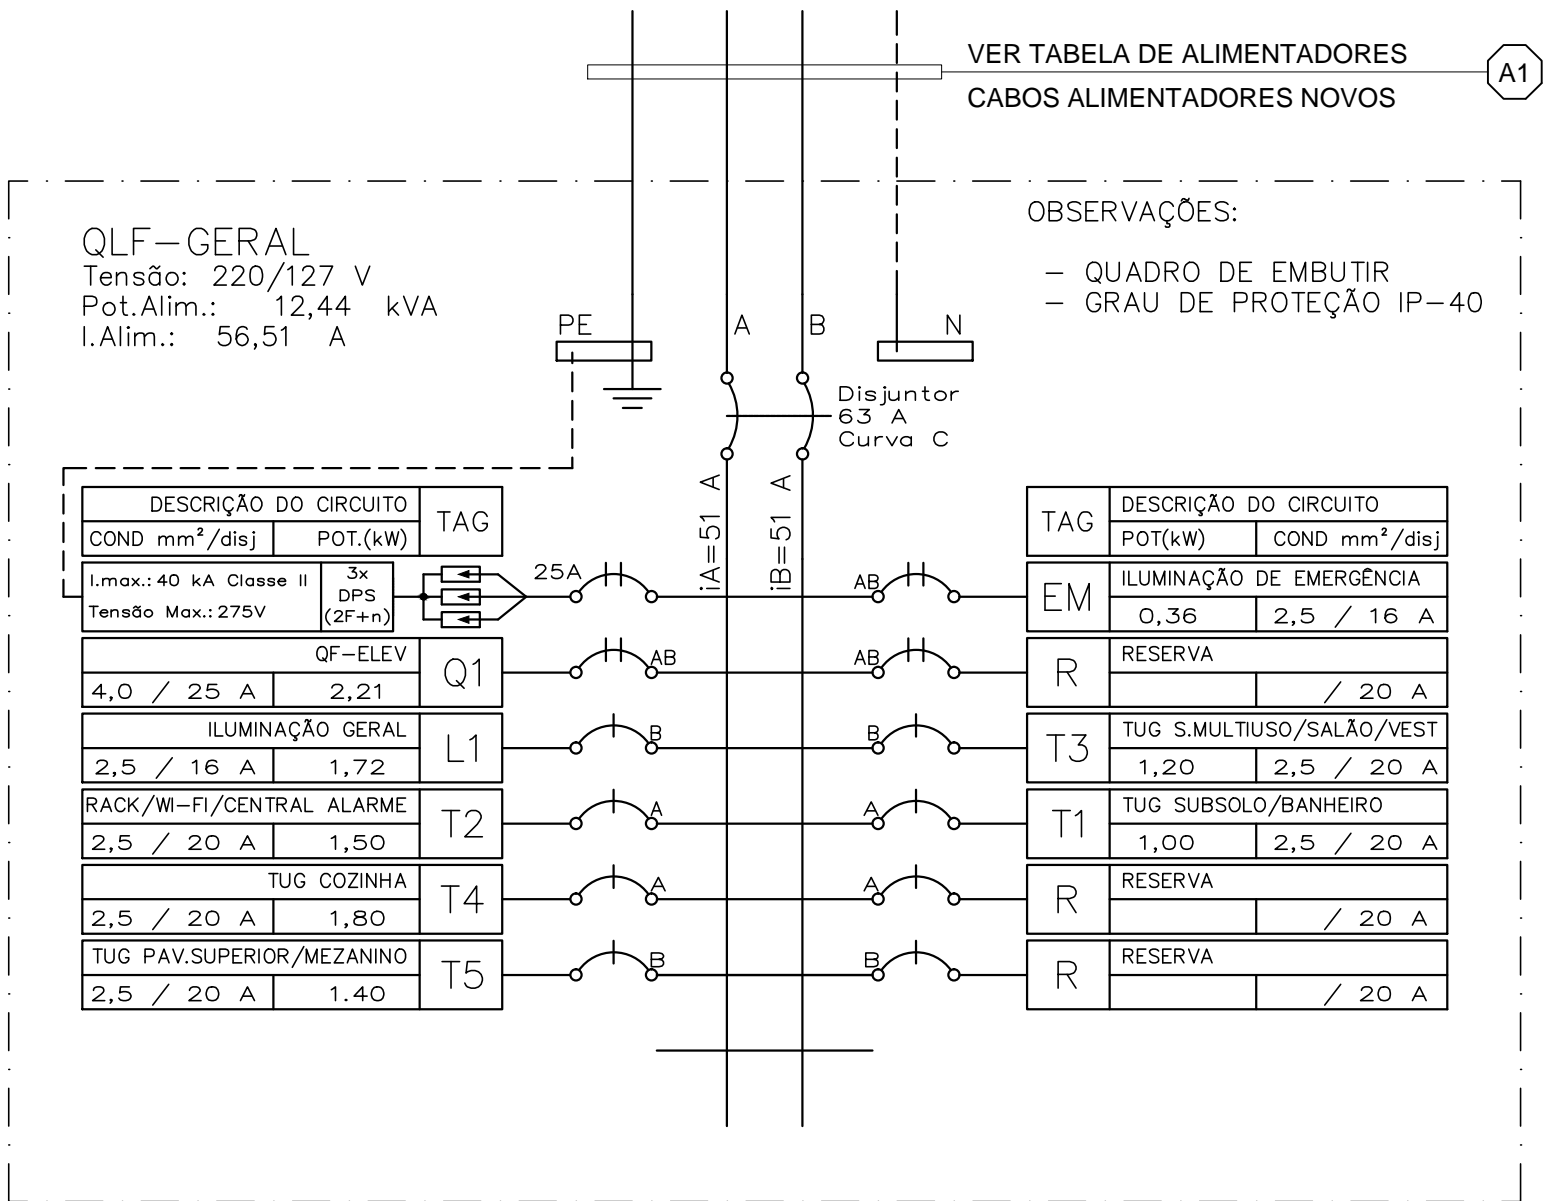 VER TABELA DE ALIMENTADORES
CABOS ALIMENTADORES NOVOS
A1
QLF-GERAL
Tensão: 220/127 V
Pot.Alim.: 12,44 kVA
I.Alim.: 56,51 A
OBSERVAÇÕES:
- QUADRO DE EMBUTIR
- GRAU DE PROTEÇÃO IP-40
PE
A
B
N
Disjuntor
63 A
Curva C
iA=51 A
iB=51 A
DESCRIÇÃO DO CIRCUITO
COND mm²/disj POT.(kW)
TAG
I.max.: 40 kA Classe II
Tensão Max.: 275V
3x
DPS
(2F+n)
25A
QF-ELEV
4,0 / 25 A 2,21
Q1
AB
ILUMINAÇÃO GERAL
2,5 / 16 A 1,72
L1
B
RACK/WI-FI/CENTRAL ALARME
2,5 / 20 A 1,50
T2
A
TUG COZINHA
2,5 / 20 A 1,80
T4
A
TUG PAV.SUPERIOR/MEZANINO
2,5 / 20 A 1.40
T5
B
TAG
DESCRIÇÃO DO CIRCUITO
POT(kW) COND mm²/disj
AB
EM
ILUMINAÇÃO DE EMERGÊNCIA
0,36 2,5 / 16 A
AB
R
RESERVA
/ 20 A
B
T3
TUG S.MULTIUSO/SALÃO/VEST
1,20 2,5 / 20 A
A
T1
TUG SUBSOLO/BANHEIRO
1,00 2,5 / 20 A
A
R
RESERVA
/ 20 A
B
R
RESERVA
/ 20 A